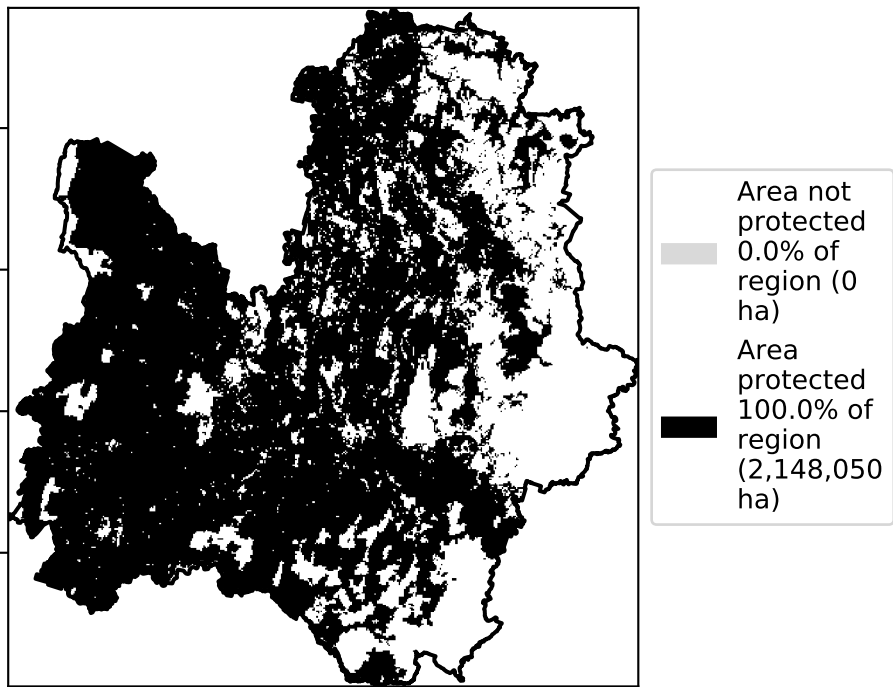 Area not
protected
0.0% of
region (0
ha)
Area
protected
100.0% of
region
(2,148,050
ha)